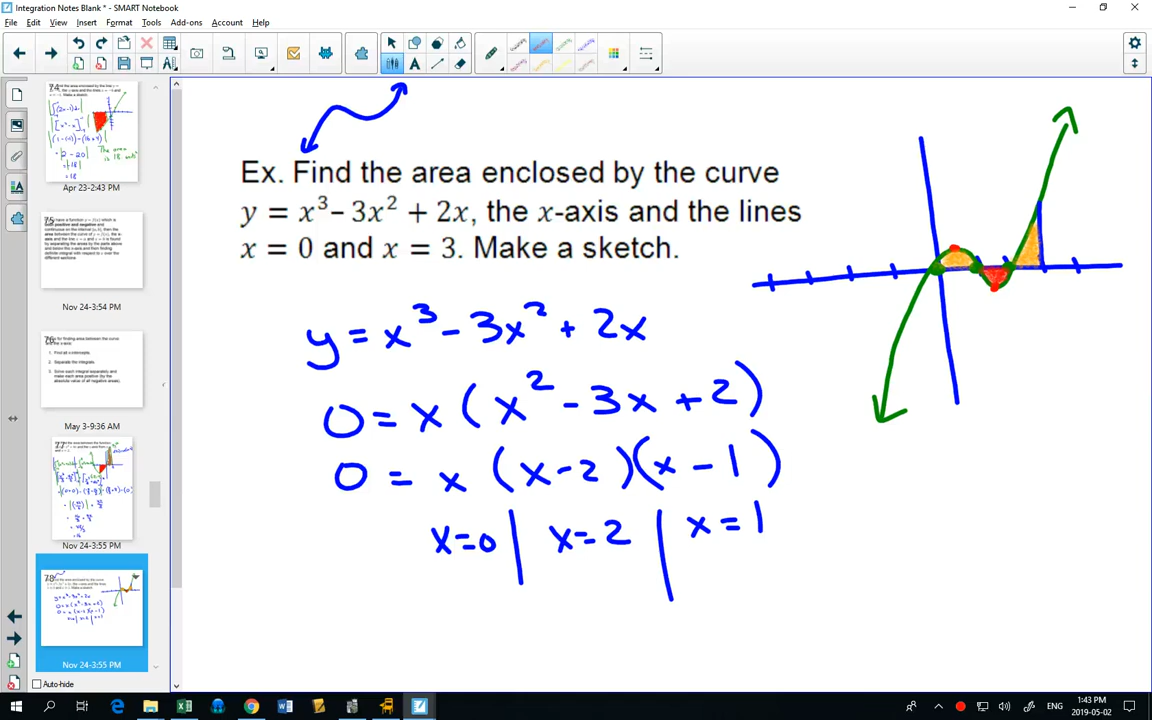 Integration Notes Blank * - SMART Notebook
File Edit View Insert Format Tools Add-ons Account Help
Apr 23-2:43 PM
Nov 24-3:54 PM
May 3-9:36 AM
Nov 24-3:55 PM
Nov 24-3:55 PM
Auto-hide
Ex. Find the area enclosed by the curve
y = x³ – 3x² + 2x, the x-axis and the lines
x = 0 and x = 3. Make a sketch.
y = x³ - 3x² + 2x
0 = x (x² - 3x + 2)
0 = x (x-2)(x-1)
x=0 | x=2 | x=1
ENG
1:43 PM
2019-05-02